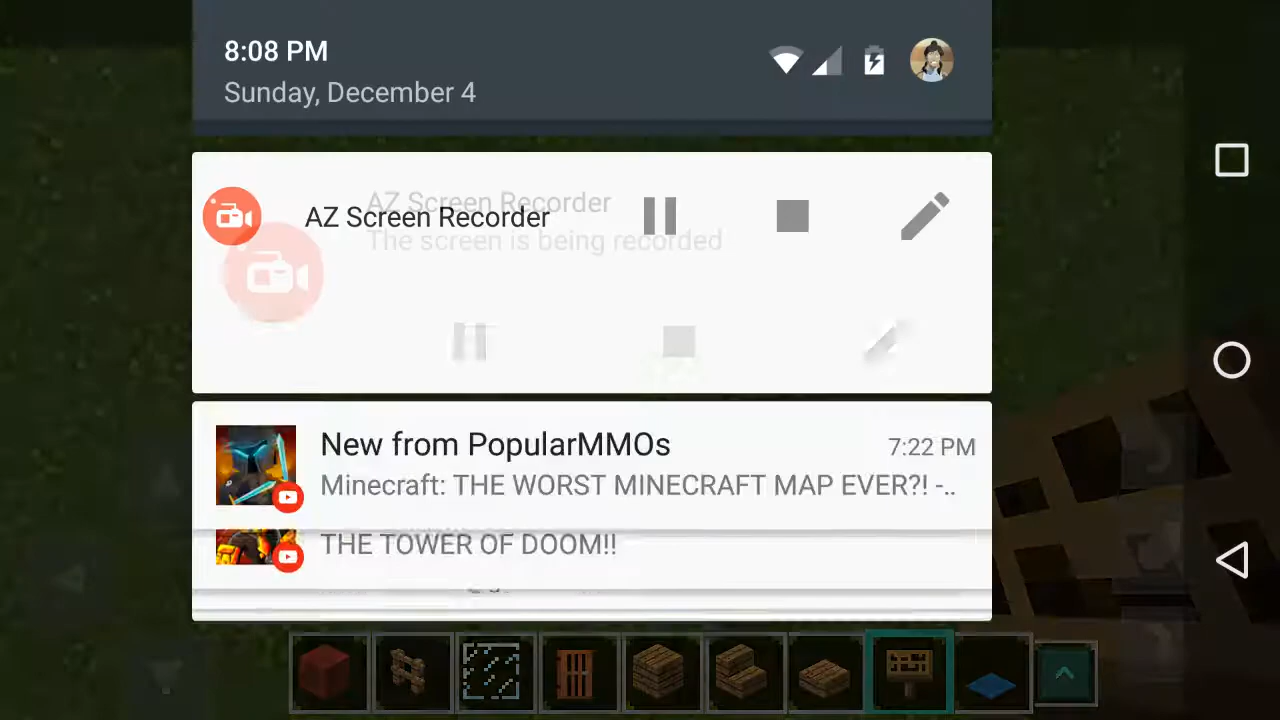 8:08 PM
Sunday, December 4
AZ Screen Recorder
AZ Screen Recorder
The screen is being recorded
New from PopularMMOs
7:22 PM
Minecraft: THE WORST MINECRAFT MAP EVER?! -..
THE TOWER OF DOOM!!